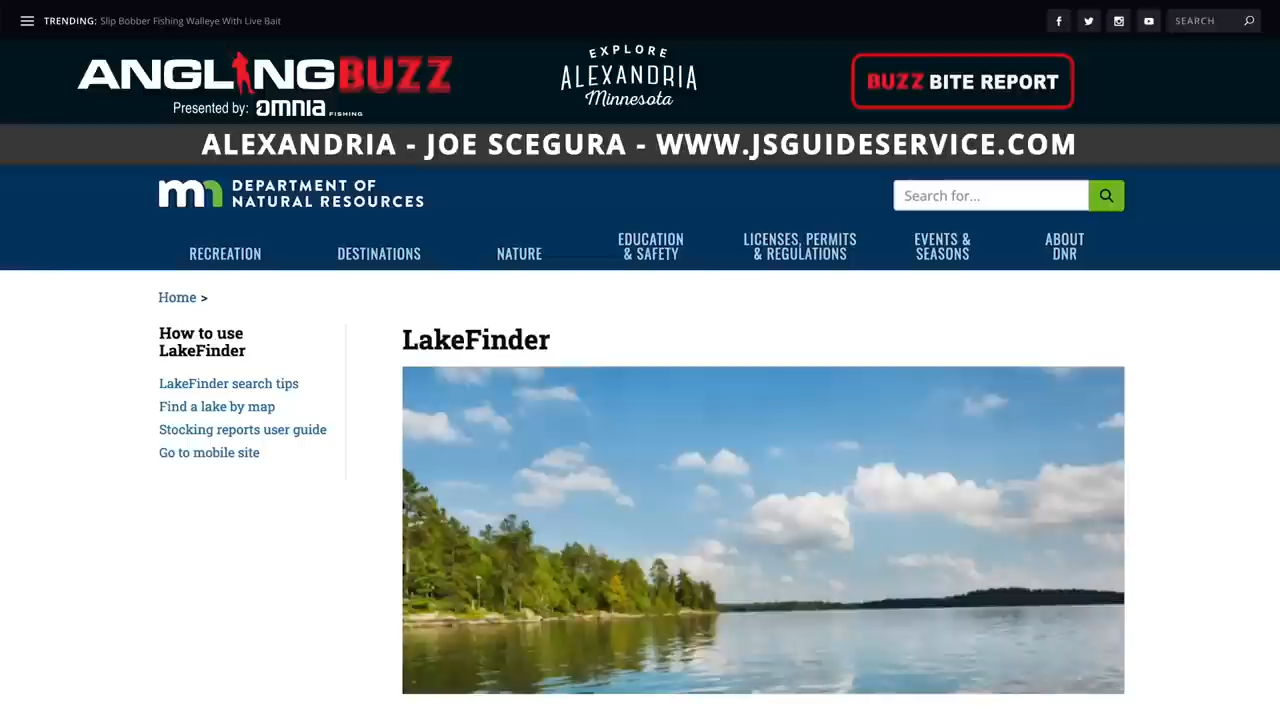 TRENDING: Slip Bobber Fishing Walleye With Live Bait
SEARCH
ANGLINGBUZZ
Presented by: omnia FISHING
EXPLORE
ALEXANDRIA
Minnesota
BUZZ BITE REPORT
ALEXANDRIA - JOE SCEGURA - WWW.JSGUIDESERVICE.COM
mn DEPARTMENT OF
NATURAL RESOURCES
Search for...
RECREATION
DESTINATIONS
NATURE
EDUCATION
& SAFETY
LICENSES, PERMITS
& REGULATIONS
EVENTS &
SEASONS
ABOUT
DNR
Home >
How to use
LakeFinder
LakeFinder search tips
Find a lake by map
Stocking reports user guide
Go to mobile site
LakeFinder